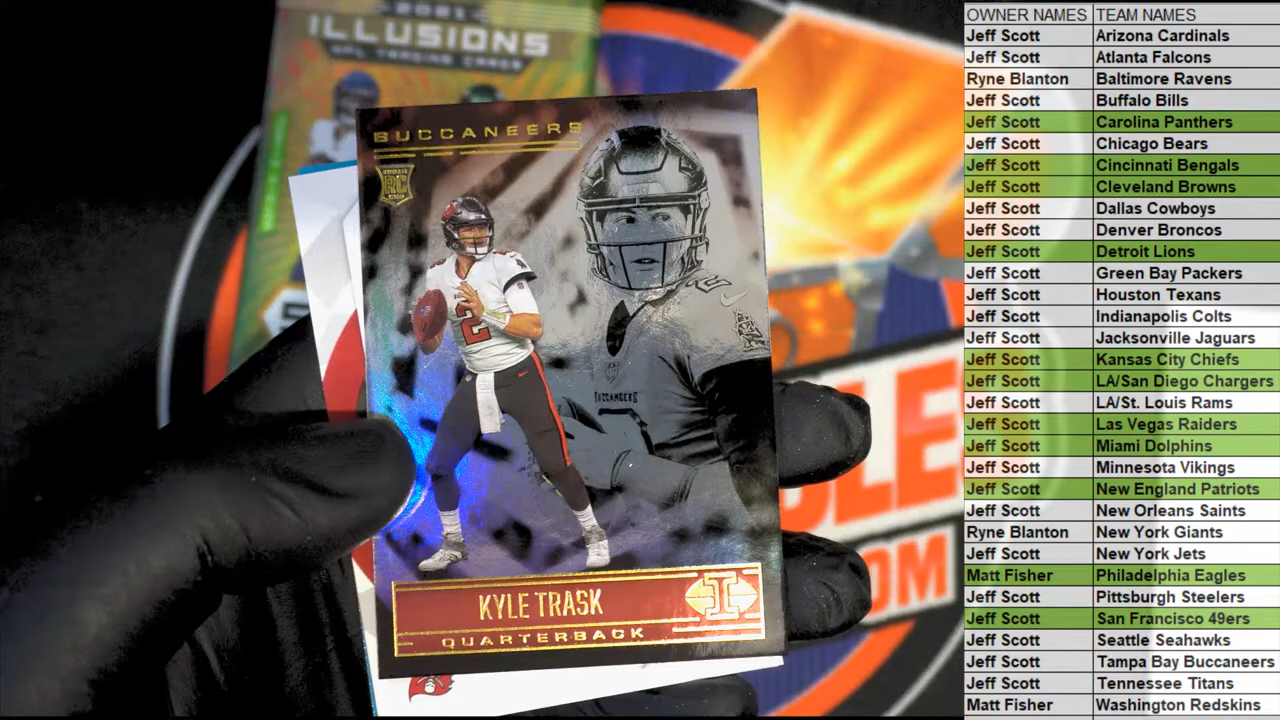 2021
ILLUSIONS
NFL TRADING CARDS
BUCCANEERS
ROOKIE
RC
2
BUCCANEERS
2
KYLE TRASK
QUARTERBACK
OWNER NAMES TEAM NAMES
Jeff Scott Arizona Cardinals
Jeff Scott Atlanta Falcons
Ryne Blanton Baltimore Ravens
Jeff Scott Buffalo Bills
Jeff Scott Carolina Panthers
Jeff Scott Chicago Bears
Jeff Scott Cincinnati Bengals
Jeff Scott Cleveland Browns
Jeff Scott Dallas Cowboys
Jeff Scott Denver Broncos
Jeff Scott Detroit Lions
Jeff Scott Green Bay Packers
Jeff Scott Houston Texans
Jeff Scott Indianapolis Colts
Jeff Scott Jacksonville Jaguars
Jeff Scott Kansas City Chiefs
Jeff Scott LA/San Diego Chargers
Jeff Scott LA/St. Louis Rams
Jeff Scott Las Vegas Raiders
Jeff Scott Miami Dolphins
Jeff Scott Minnesota Vikings
Jeff Scott New England Patriots
Jeff Scott New Orleans Saints
Ryne Blanton New York Giants
Jeff Scott New York Jets
Matt Fisher Philadelphia Eagles
Jeff Scott Pittsburgh Steelers
Jeff Scott San Francisco 49ers
Jeff Scott Seattle Seahawks
Jeff Scott Tampa Bay Buccaneers
Jeff Scott Tennessee Titans
Matt Fisher Washington Redskins